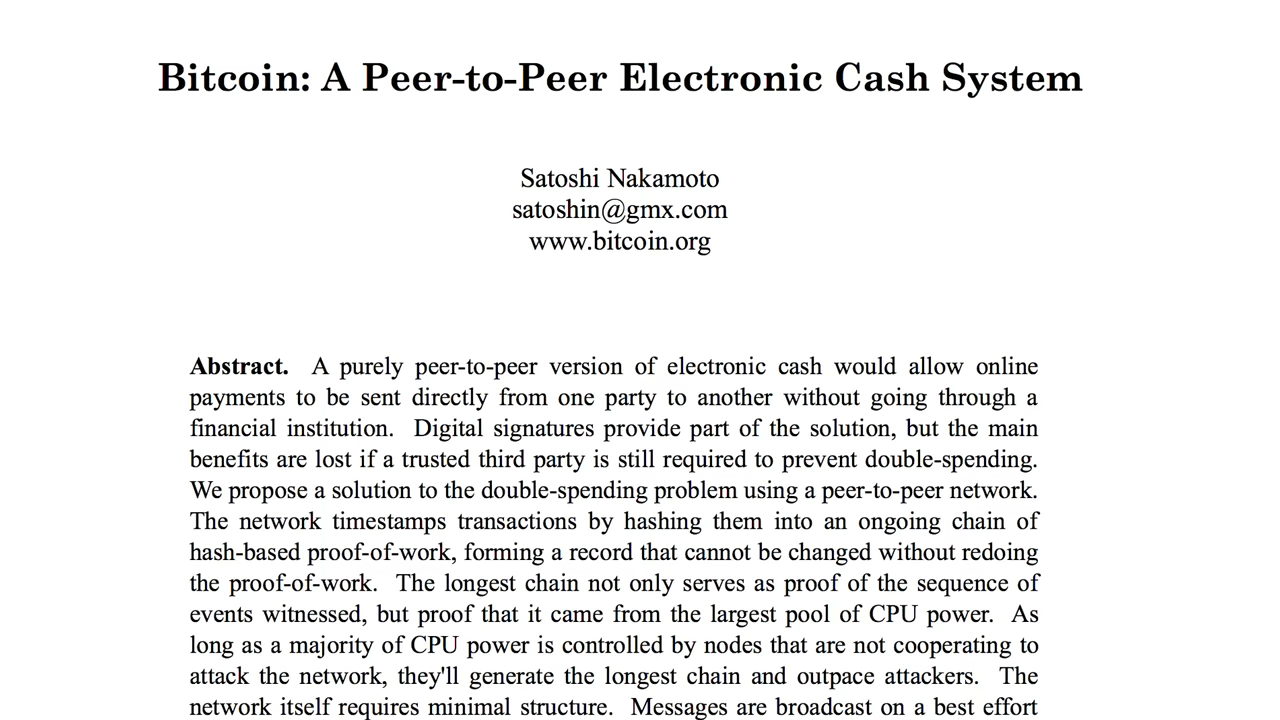 Bitcoin: A Peer-to-Peer Electronic Cash System
Satoshi Nakamoto
satoshin@gmx.com
www.bitcoin.org
Abstract. A purely peer-to-peer version of electronic cash would allow online
payments to be sent directly from one party to another without going through a
financial institution. Digital signatures provide part of the solution, but the main
benefits are lost if a trusted third party is still required to prevent double-spending.
We propose a solution to the double-spending problem using a peer-to-peer network.
The network timestamps transactions by hashing them into an ongoing chain of
hash-based proof-of-work, forming a record that cannot be changed without redoing
the proof-of-work. The longest chain not only serves as proof of the sequence of
events witnessed, but proof that it came from the largest pool of CPU power. As
long as a majority of CPU power is controlled by nodes that are not cooperating to
attack the network, they'll generate the longest chain and outpace attackers. The
network itself requires minimal structure. Messages are broadcast on a best effort